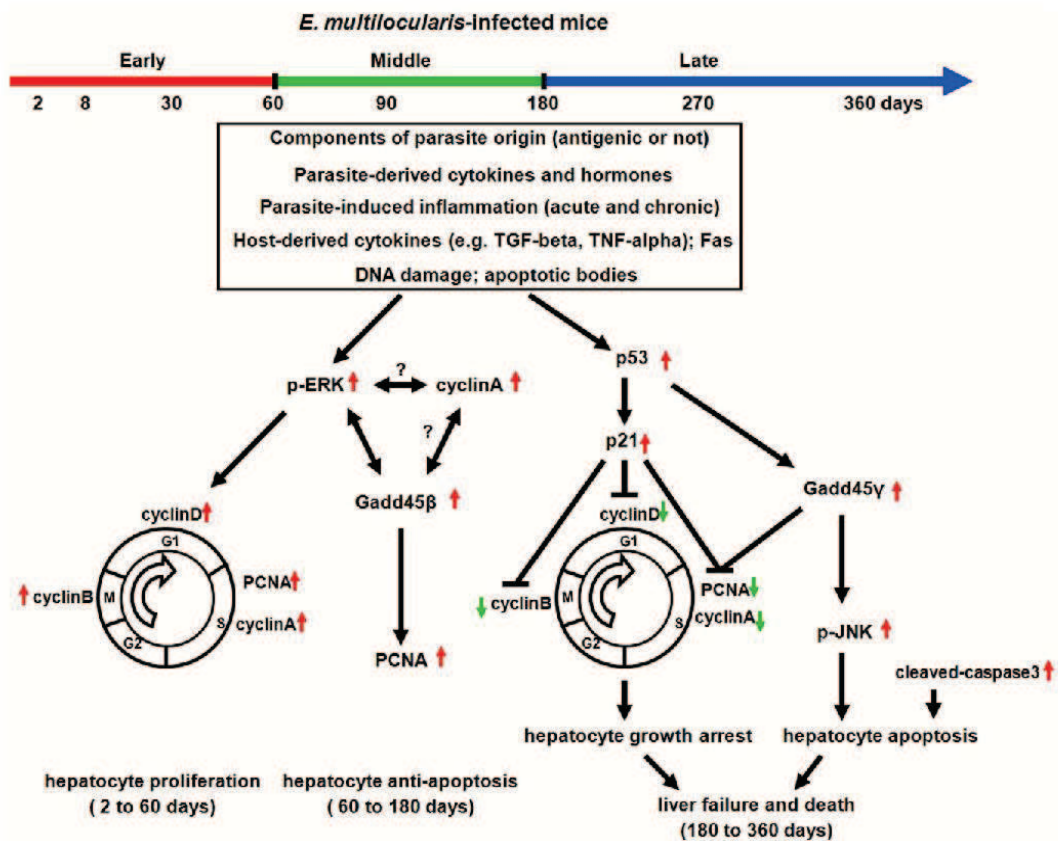 E. multilocularis-infected mice
Early Middle Late
2 8 30 60 90 180 270 360 days
Components of parasite origin (antigenic or not)
Parasite-derived cytokines and hormones
Parasite-induced inflammation (acute and chronic)
Host-derived cytokines (e.g. TGF-beta, TNF-alpha); Fas
DNA damage; apoptotic bodies
p53
?
p-ERK cyclinA
?
p21
Gadd45β
Gadd45γ
cyclinD
G1
cyclinB M
PCNA
S cyclinA
G2
PCNA
cyclinD
G1
cyclinB M
PCNA
S cyclinA
G2
p-JNK
cleaved-caspase3
hepatocyte growth arrest
hepatocyte apoptosis
hepatocyte proliferation
( 2 to 60 days)
hepatocyte anti-apoptosis
( 60 to 180 days)
liver failure and death
(180 to 360 days)